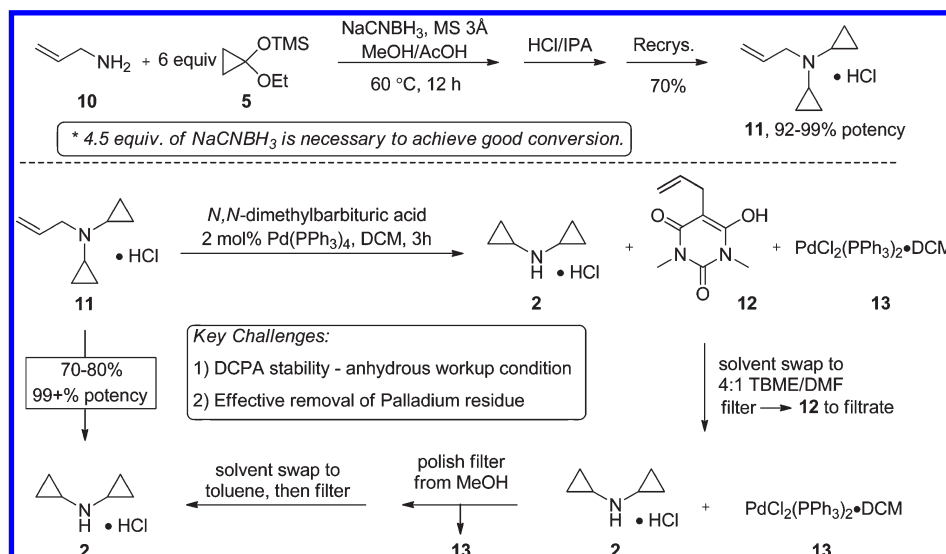 NH2
10
+ 6 equiv
OTMS
OEt
5
NaCNBH3, MS 3Å
MeOH/AcOH
60 °C, 12 h
HCl/IPA
Recrys.
70%
N
• HCl
11, 92-99% potency
* 4.5 equiv. of NaCNBH3 is necessary to achieve good conversion.
N
• HCl
11
N,N-dimethylbarbituric acid
2 mol% Pd(PPh3)4, DCM, 3h
N
H
• HCl
2
+
O
OH
N
N
O
12
+
PdCl2(PPh3)2•DCM
13
70-80%
99+% potency
Key Challenges:
1) DCPA stability - anhydrous workup condition
2) Effective removal of Palladium residue
solvent swap to
4:1 TBME/DMF
filter → 12 to filtrate
N
H
• HCl
2
solvent swap to
toluene, then filter
polish filter
from MeOH
13
N
H
• HCl
2
+
PdCl2(PPh3)2•DCM
13